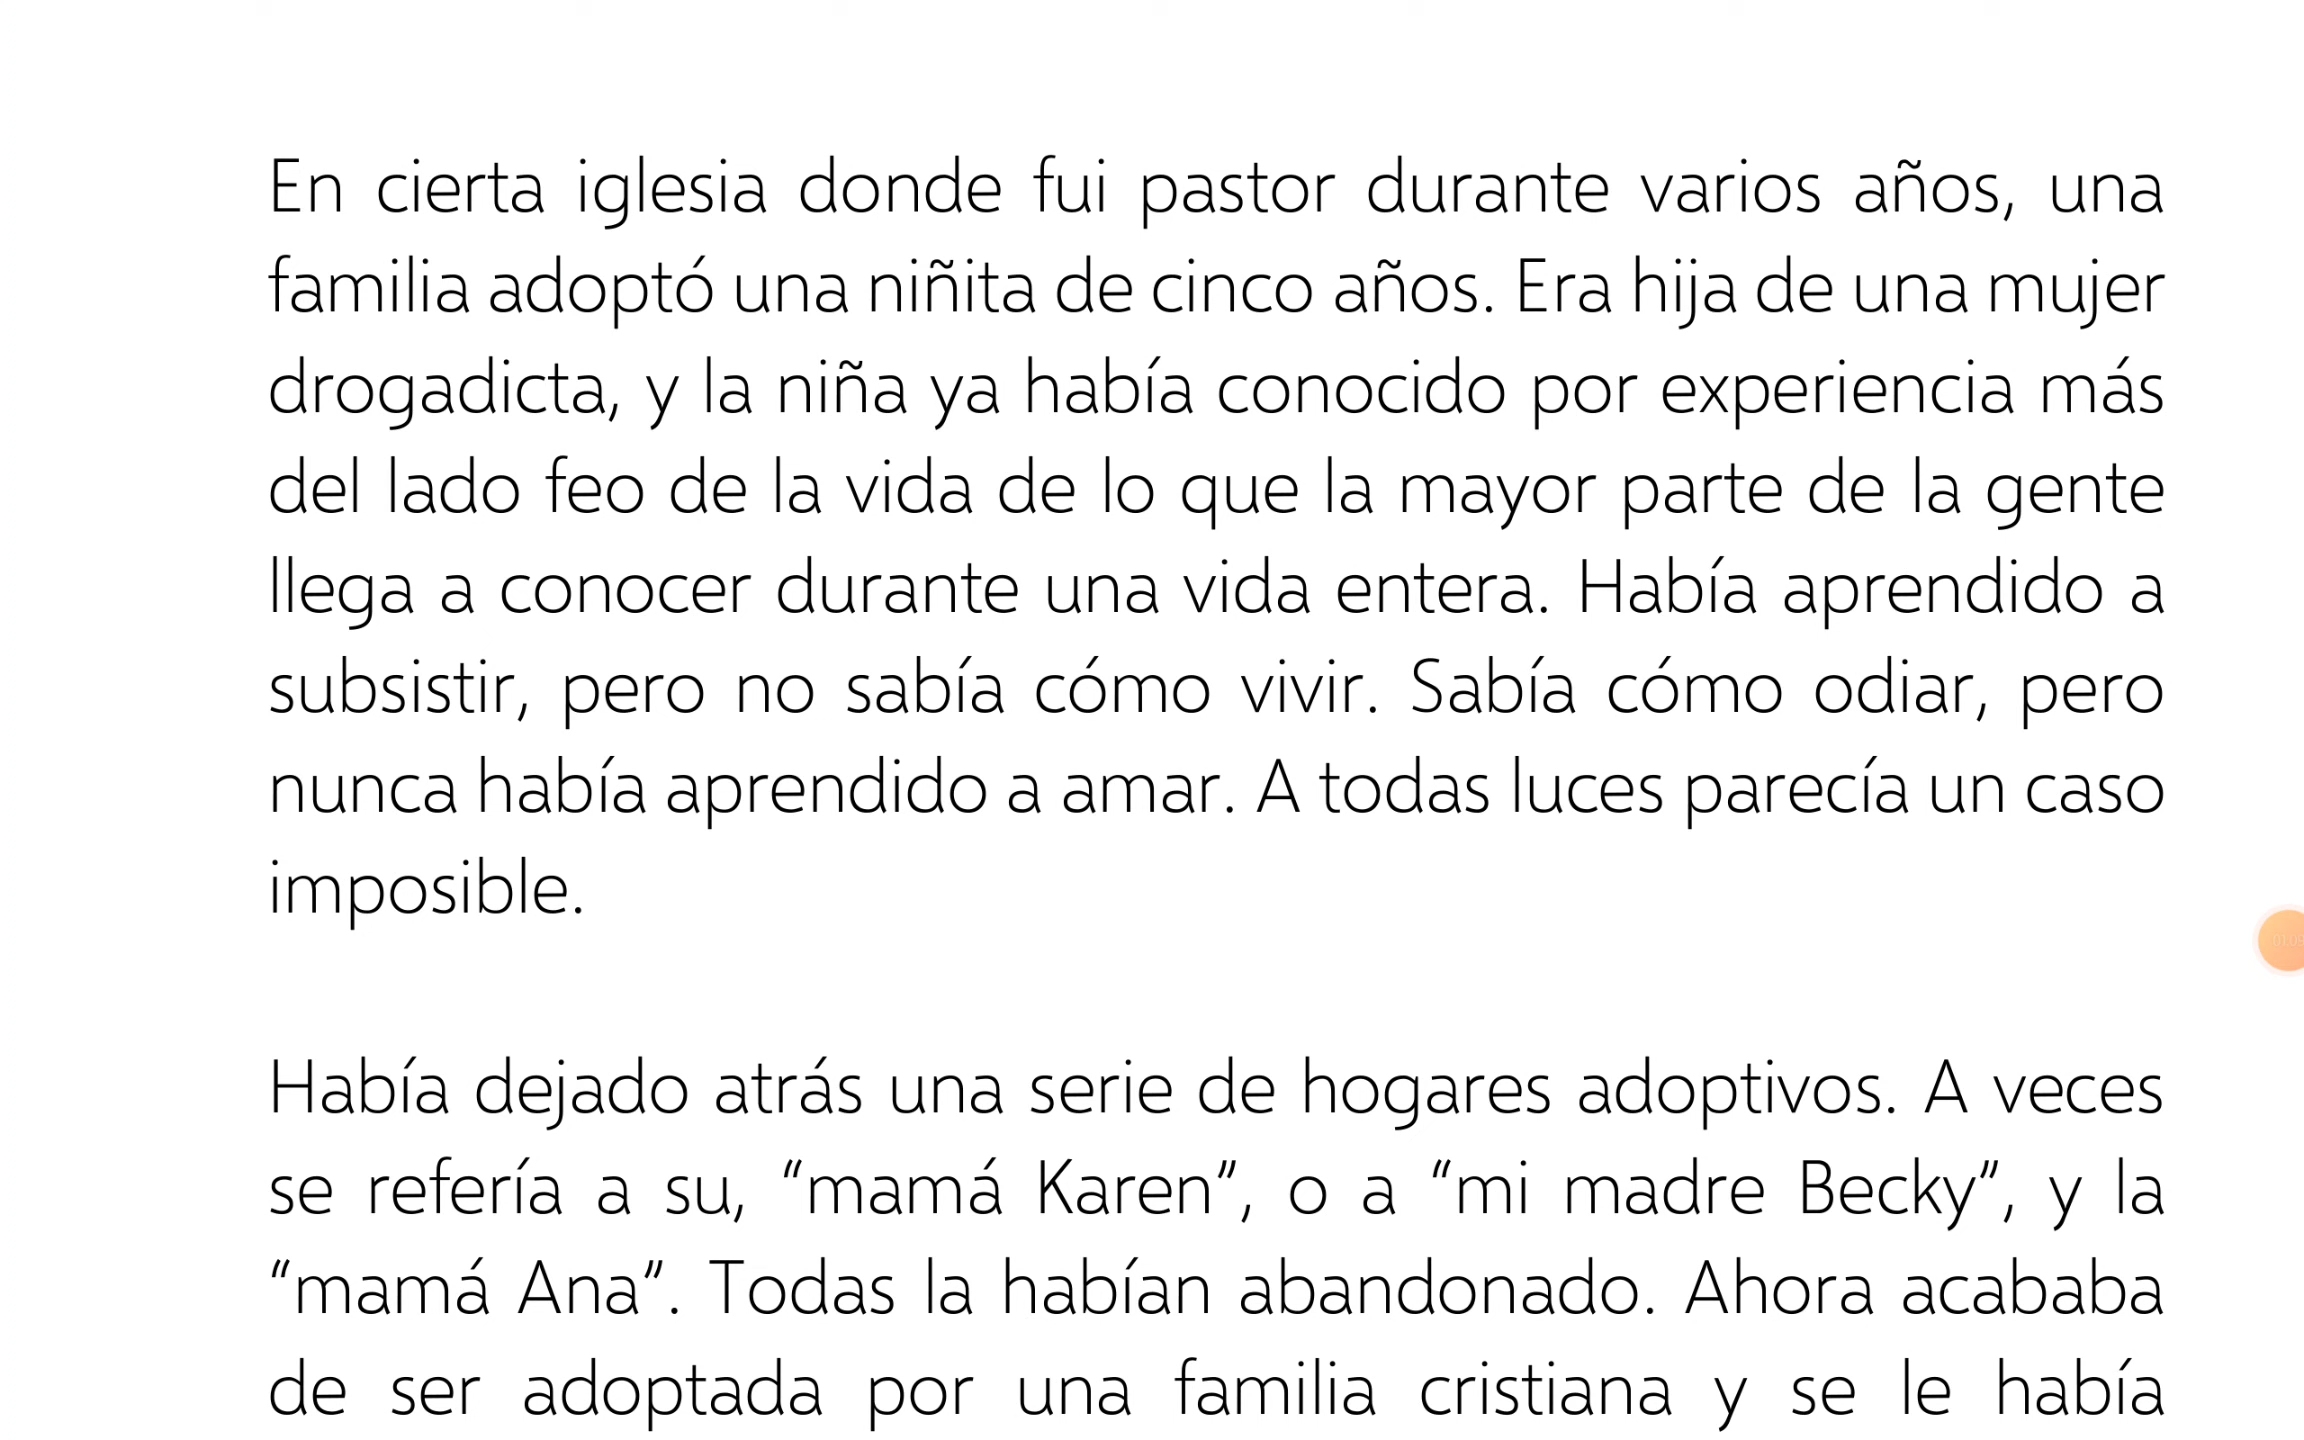 En cierta iglesia donde fui pastor durante varios años, una
familia adoptó una niñita de cinco años. Era hija de una mujer
drogadicta, y la niña ya había conocido por experiencia más
del lado feo de la vida de lo que la mayor parte de la gente
llega a conocer durante una vida entera. Había aprendido a
subsistir, pero no sabía cómo vivir. Sabía cómo odiar, pero
nunca había aprendido a amar. A todas luces parecía un caso
imposible.
Había dejado atrás una serie de hogares adoptivos. A veces
se refería a su, “mamá Karen”, o a “mi madre Becky”, y la
“mamá Ana”. Todas la habían abandonado. Ahora acababa
de ser adoptada por una familia cristiana y se le había